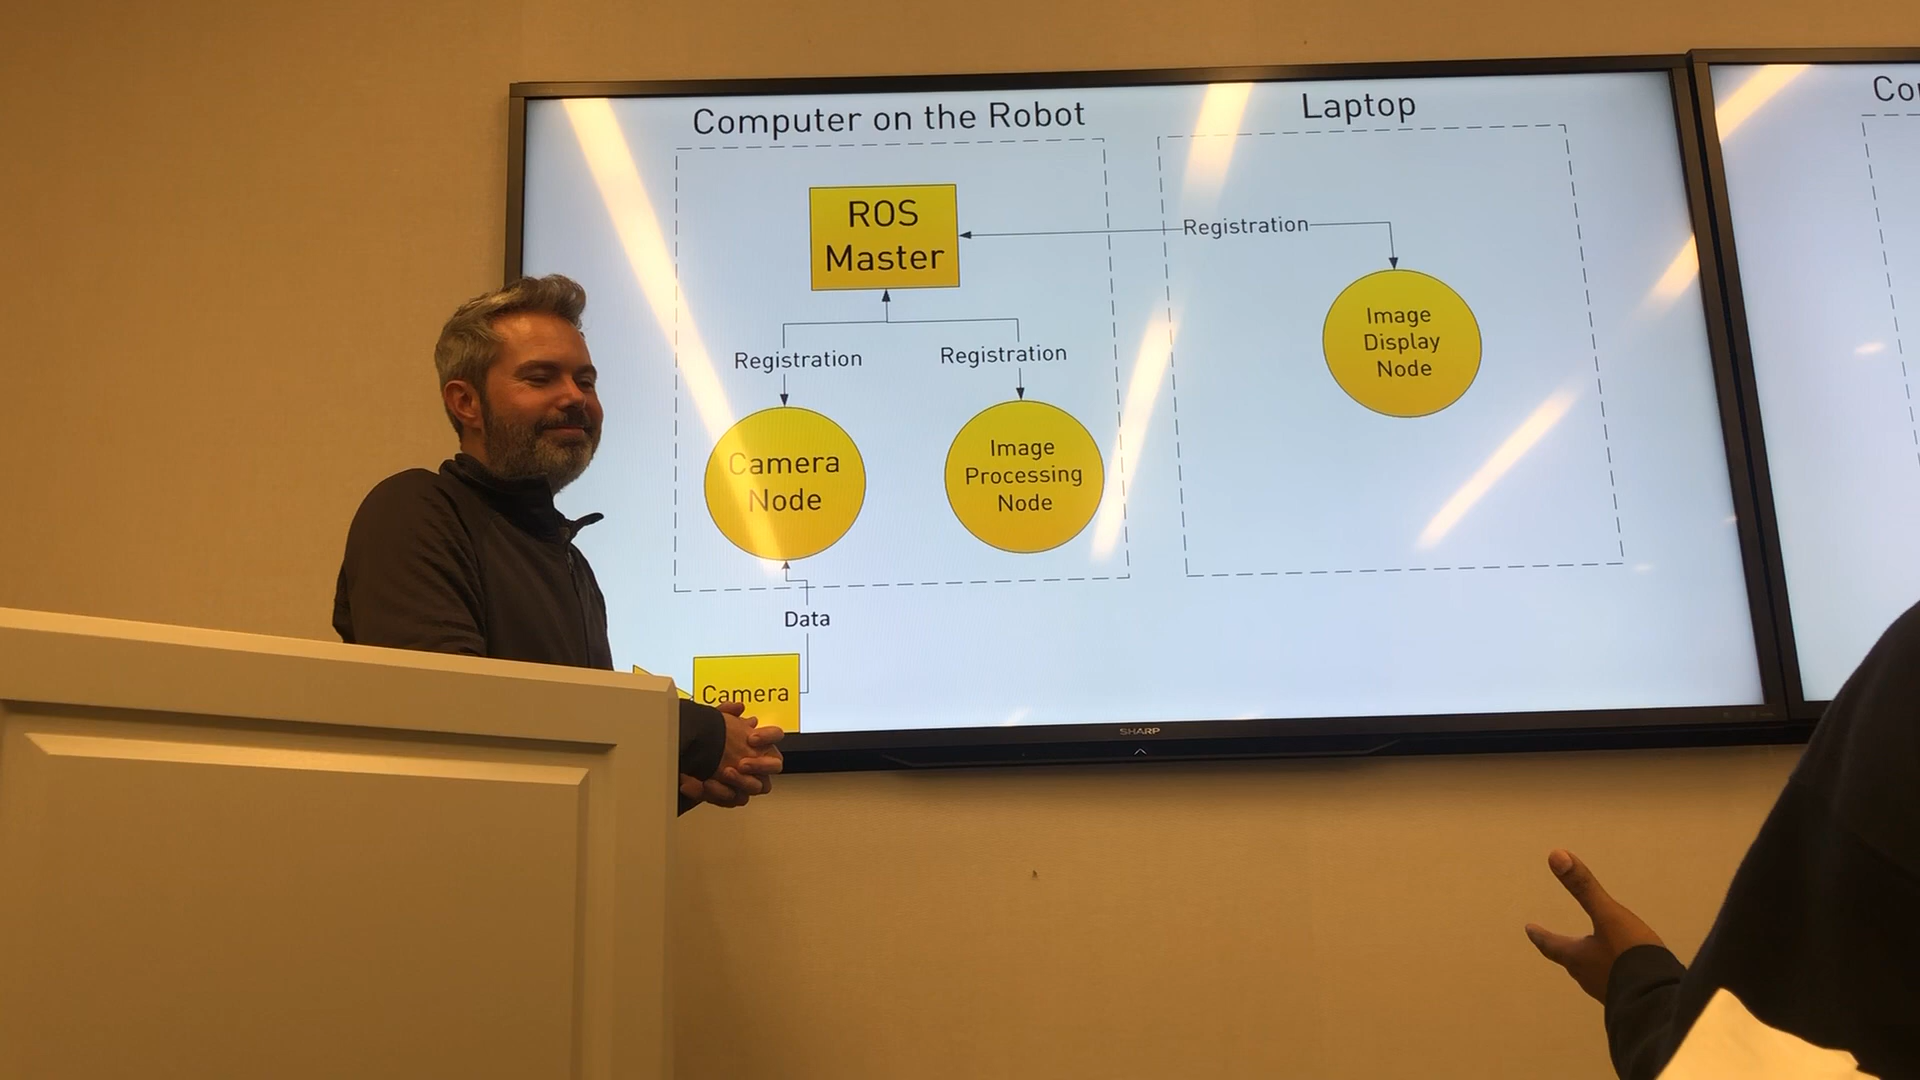 Computer on the Robot
Laptop
Co
ROS
Master
Registration
Registration
Registration
Image
Display
Node
Camera
Node
Image
Processing
Node
Data
Camera
SHARP